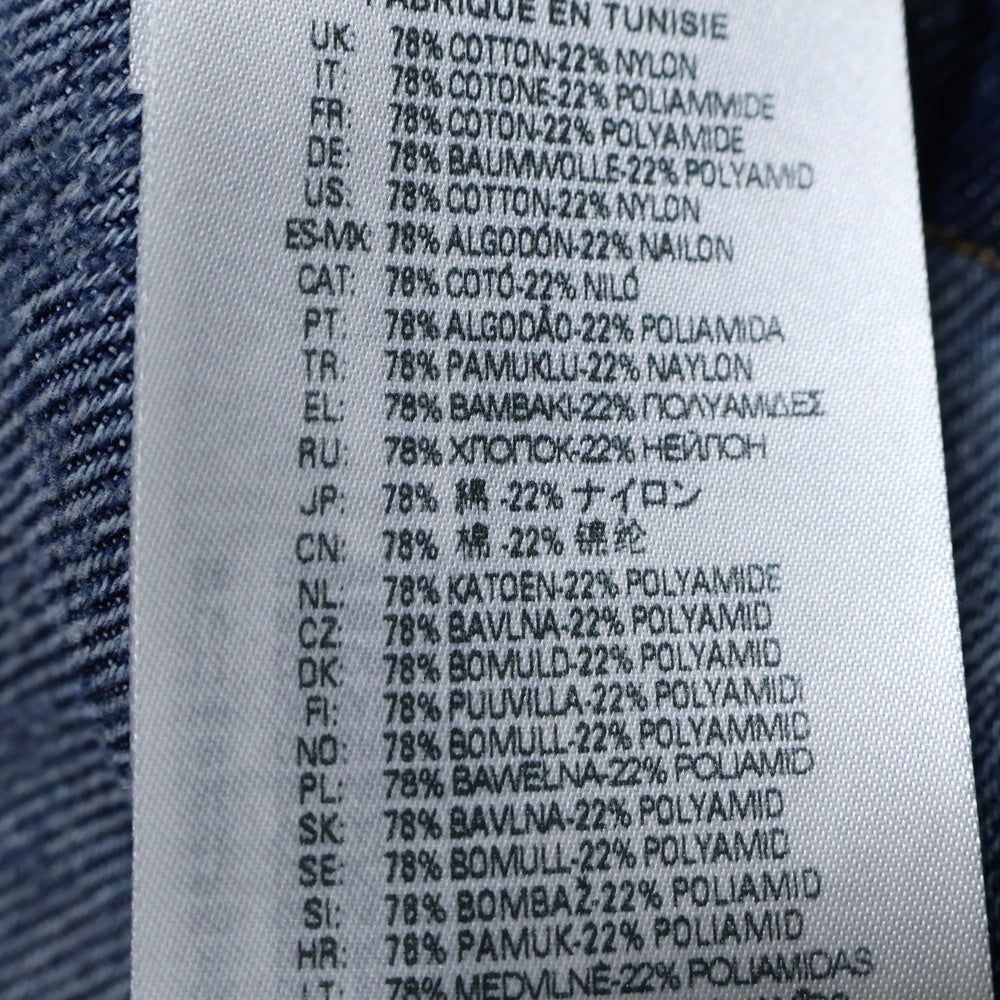 FABRIQUÉ EN TUNISIE
UK: 78% COTTON-22% NYLON
IT: 78% COTONE-22% POLIAMMIDE
FR: 78% COTON-22% POLYAMIDE
DE: 78% BAUMWOLLE-22% POLYAMID
US: 78% COTTON-22% NYLON
ES-MX: 78% ALGODÓN-22% NAILON
CAT: 78% COTÓ-22% NILÓ
PT: 78% ALGODÃO-22% POLIAMIDA
TR: 78% PAMUKLU-22% NAYLON
EL: 78% ΒΑΜΒΑΚΙ-22% ΠΟΛΥΑΜΙΔΕΣ
RU: 78% ХЛОПОК-22% НЕЙЛОН
JP: 78% 綿 -22% ナイロン
CN: 78% 棉 -22% 锦纶
NL: 78% KATOEN-22% POLYAMIDE
CZ: 78% BAVLNA-22% POLYAMID
DK: 78% BOMULD-22% POLYAMID
FI: 78% PUUVILLA-22% POLYAMIDI
NO: 78% BOMULL-22% POLYAMMID
PL: 78% BAWEŁNA-22% POLIAMID
SK: 78% BAVLNA-22% POLYAMID
SE: 78% BOMULL-22% POLYAMID
SI: 78% BOMBAŽ-22% POLIAMID
HR: 78% PAMUK-22% POLIAMID
LT: 78% MEDVILNĖ-22% POLIAMIDAS